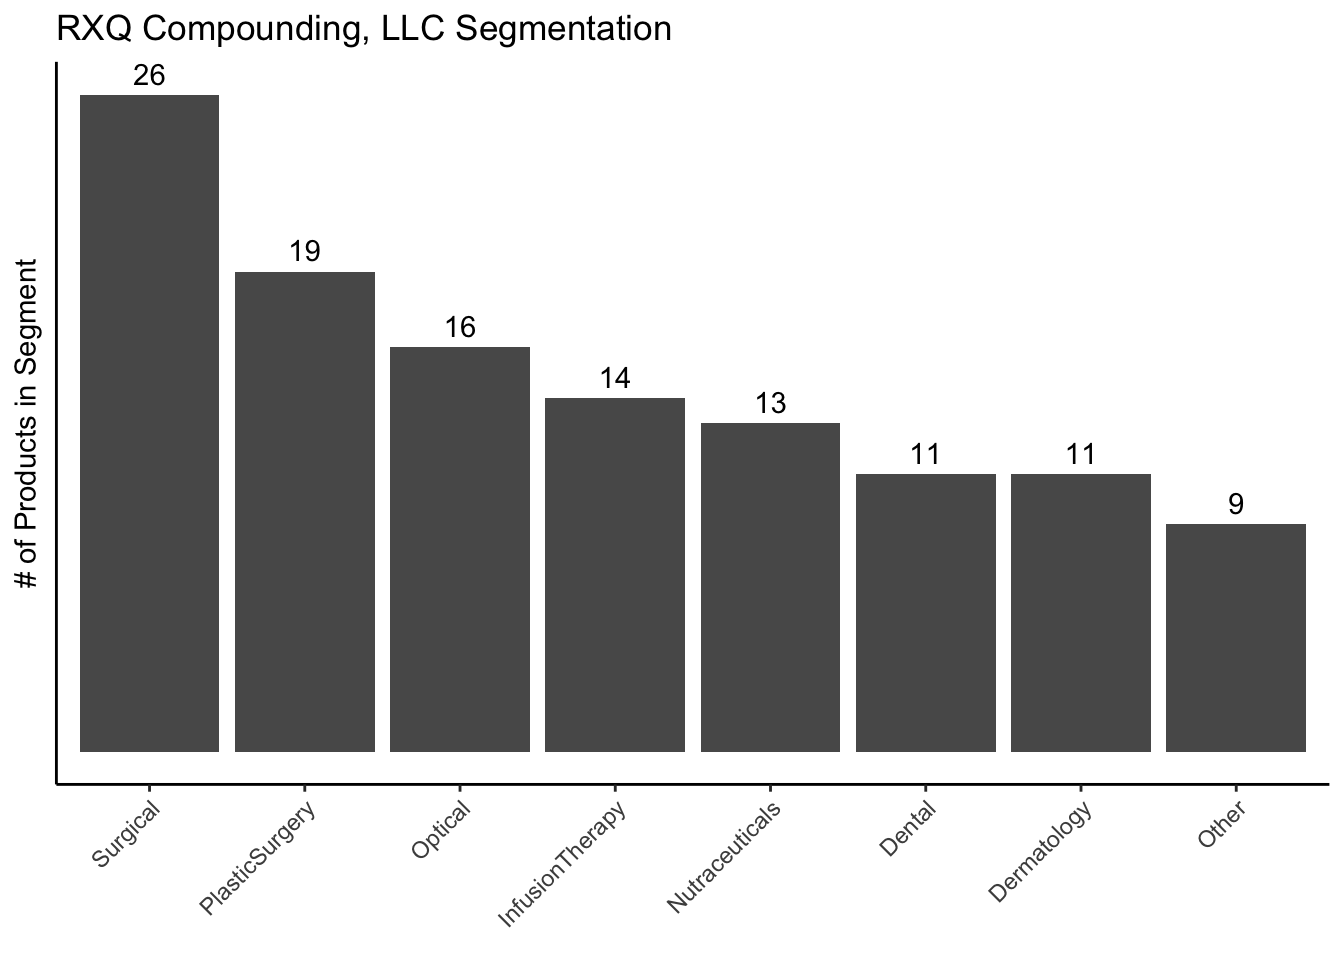 RXQ Compounding, LLC Segmentation
# of Products in Segment
26
19
16
14
13
11
11
9
Surgical
PlasticSurgery
Optical
InfusionTherapy
Nutraceuticals
Dental
Dermatology
Other